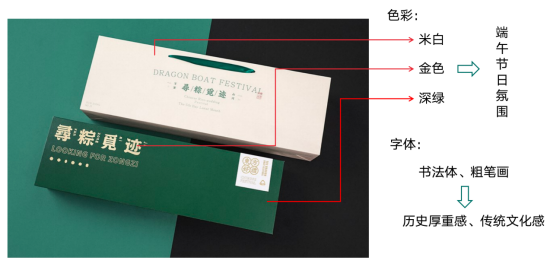 色彩：
米白
金色
深绿
端午节日氛围
字体：
书法体、粗笔画
历史厚重感、传统文化感
DRAGON BOAT FESTIVAL
尋粽覓迹
尋粽覓迹
LOOKING FOR ZONGZI